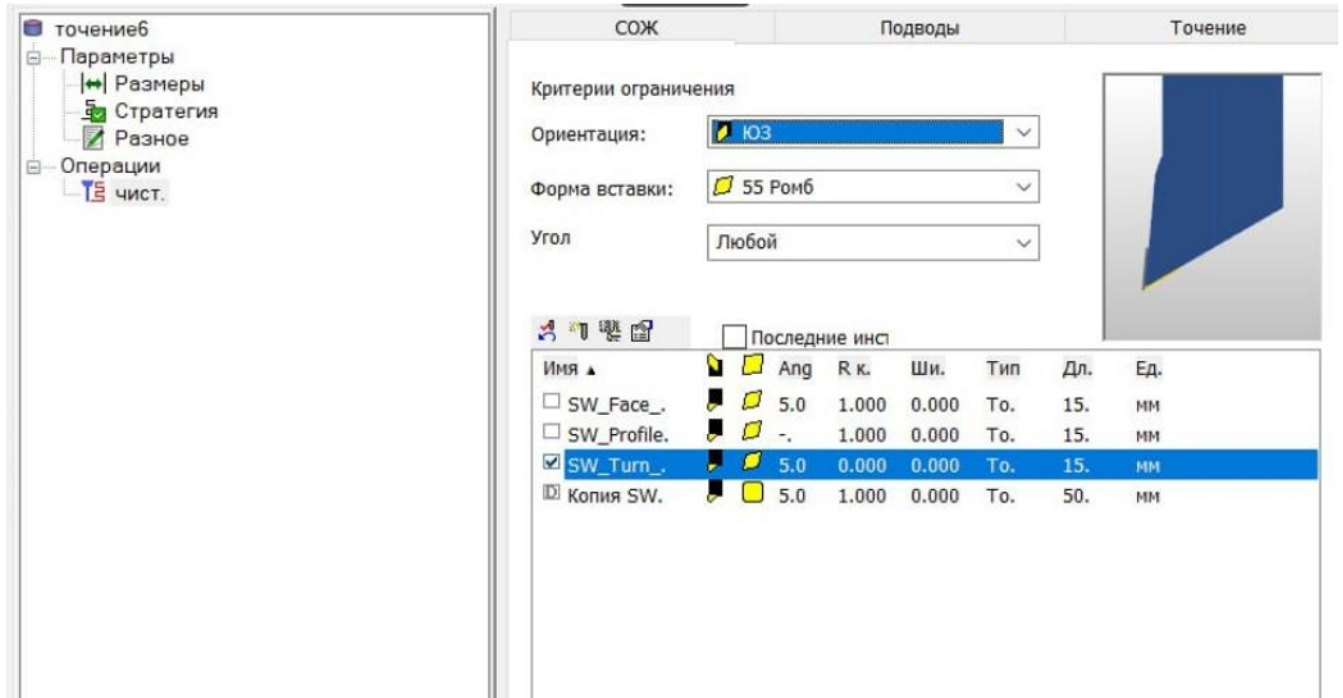 точение6
Параметры
Размеры
Стратегия
Разное
Операции
чист.
СОЖ Подводы Точение
Критерии ограничения
Ориентация: ЮЗ
Форма вставки: 55 Ромб
Угол Любой
Последние инст
Имя Ang R к. Ши. Тип Дл. Ед.
SW_Face_. 5.0 1.000 0.000 То. 15. мм
SW_Profile. -. 1.000 0.000 То. 15. мм
SW_Turn_. 5.0 0.000 0.000 То. 15. мм
D Копия SW. 5.0 1.000 0.000 То. 50. мм